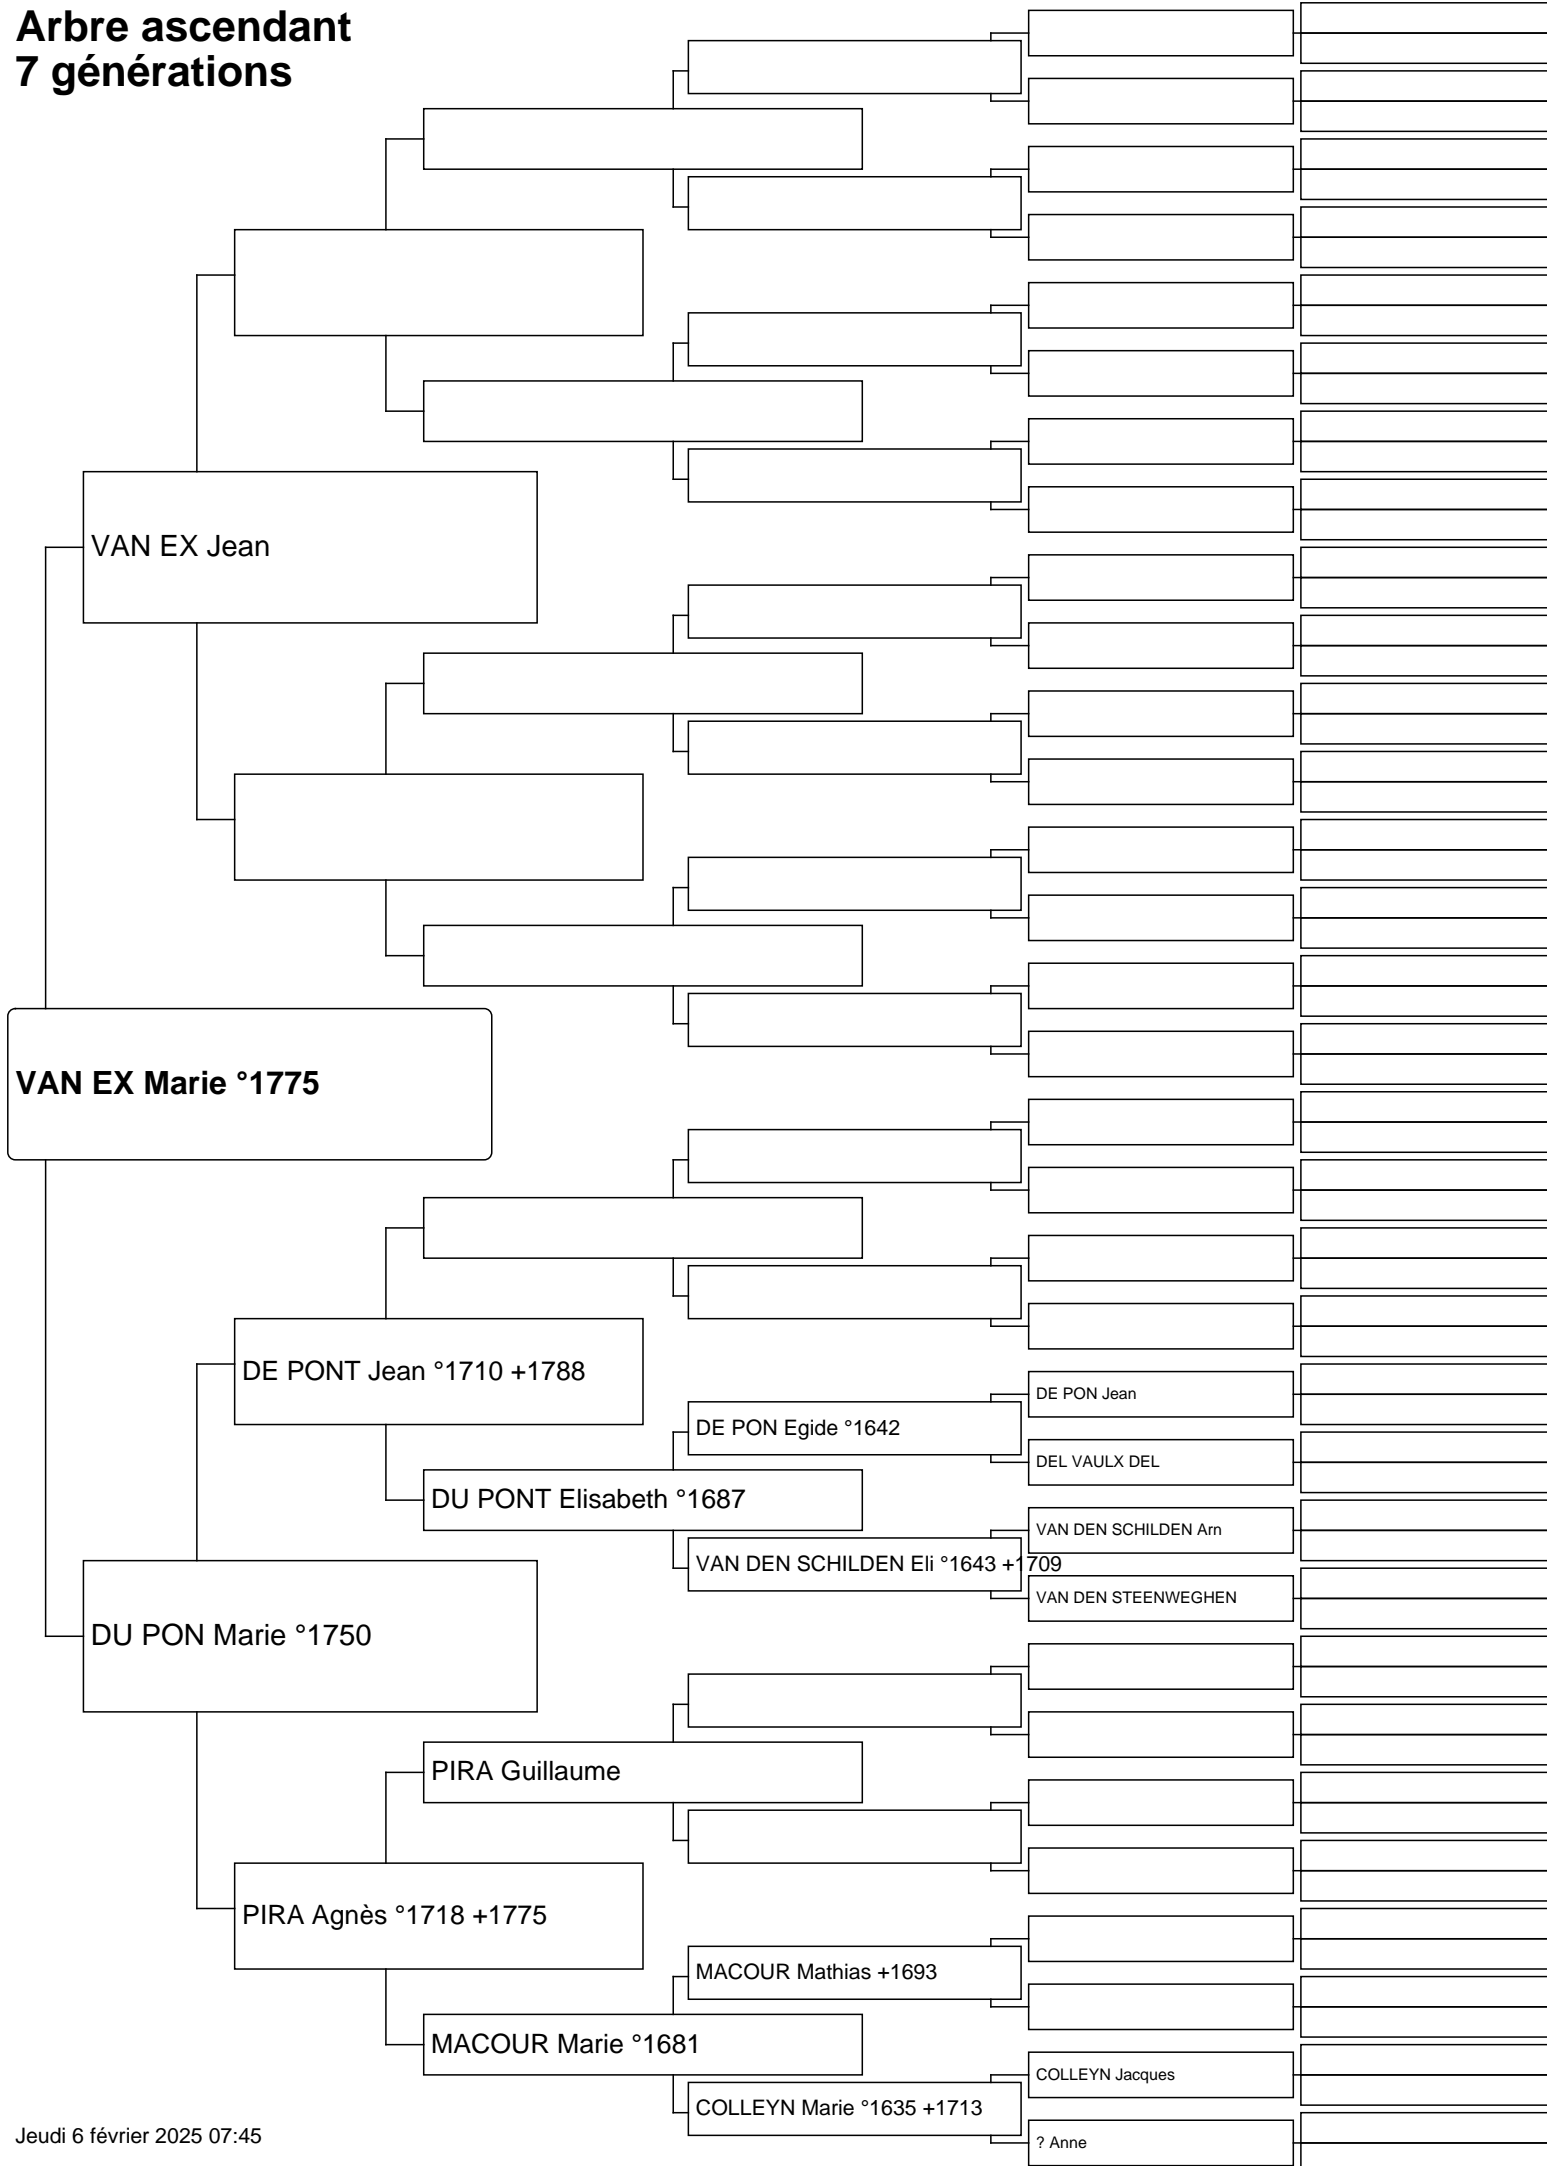 Arbre ascendant
7 générations
VAN EX Jean
VAN EX Marie °1775
DE PONT Jean °1710 +1788
DE PON Jean
DE PON Egide °1642
DEL VAULX DEL
DU PONT Elisabeth °1687
VAN DEN SCHILDEN Arn
VAN DEN SCHILDEN Eli °1643 +1709
VAN DEN STEENWEGHEN
DU PON Marie °1750
PIRA Guillaume
PIRA Agnès °1718 +1775
MACOUR Mathias +1693
MACOUR Marie °1681
COLLEYN Jacques
COLLEYN Marie °1635 +1713
? Anne
Jeudi 6 février 2025 07:45